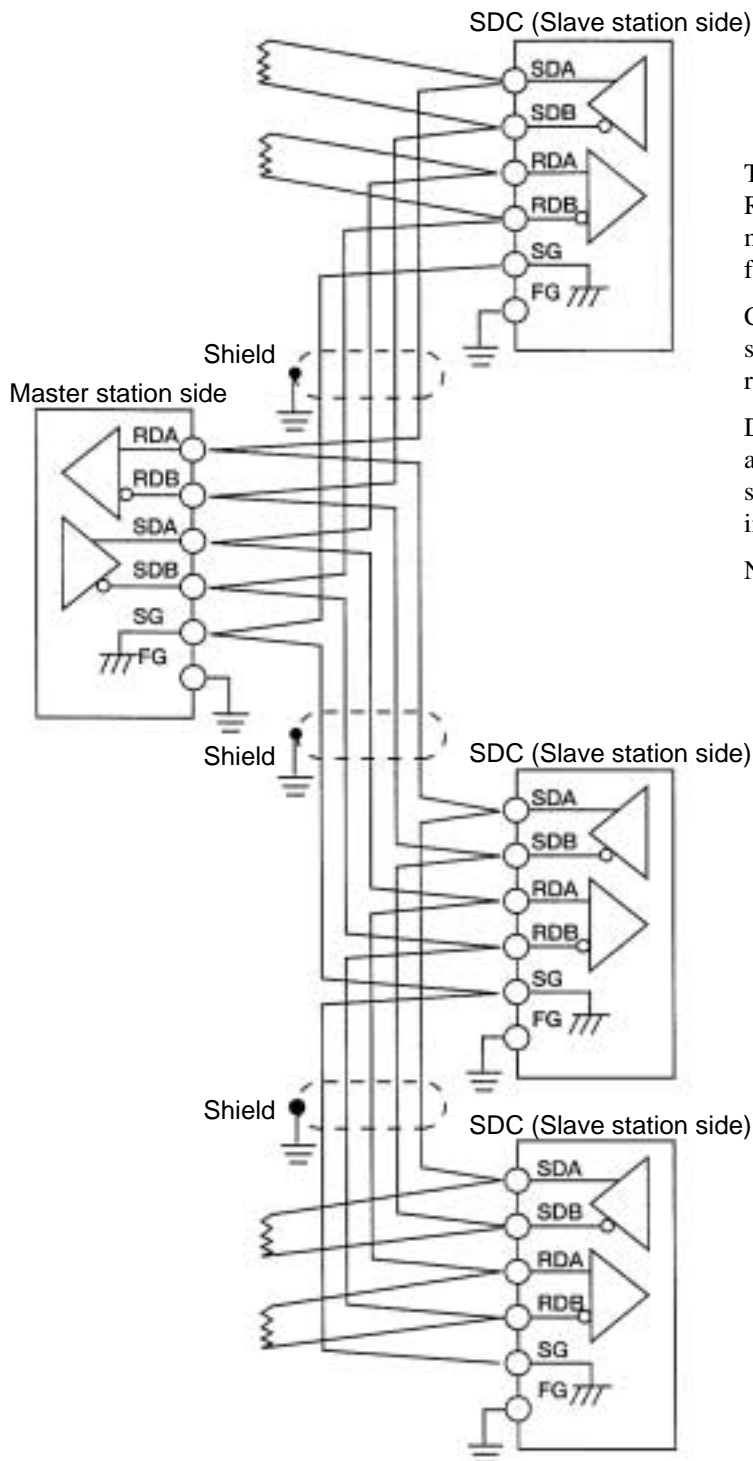 SDC (Slave station side)
SDA
SDB
RDA
RDB
SG
FG
Shield
Master station side
RDA
RDB
SDA
SDB
SG
FG
Shield
SDC (Slave station side)
SDA
SDB
RDA
RDB
SG
FG
Shield
SDC (Slave station side)
SDA
SDB
RDA
RDB
SG
FG